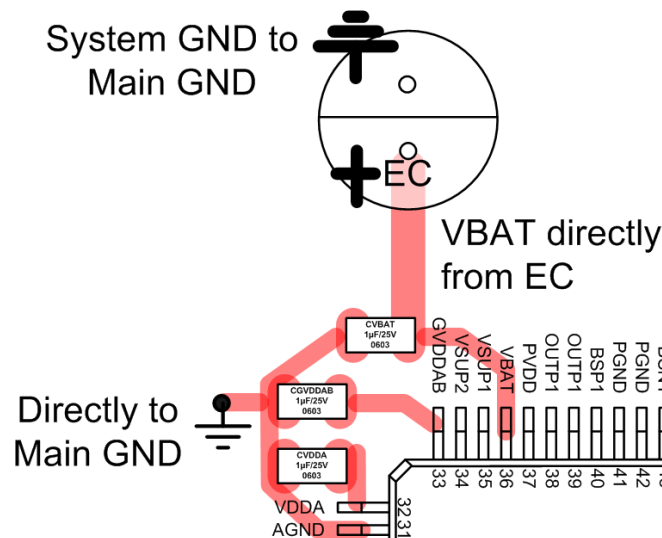 System GND to
Main GND
EC
VBAT directly
from EC
CVBAT
1µF/25V
0603
GVDDAB
VSUP2
VSUP1
VBAT
PVDD
OUTP1
OUTP1
BSP1
PGND
PGND
CGVDDAB
1µF/25V
0603
Directly to
Main GND
CVDDA
1µF/25V
0603
33
34
35
36
37
38
39
40
41
42
VDDA
32
AGND
31